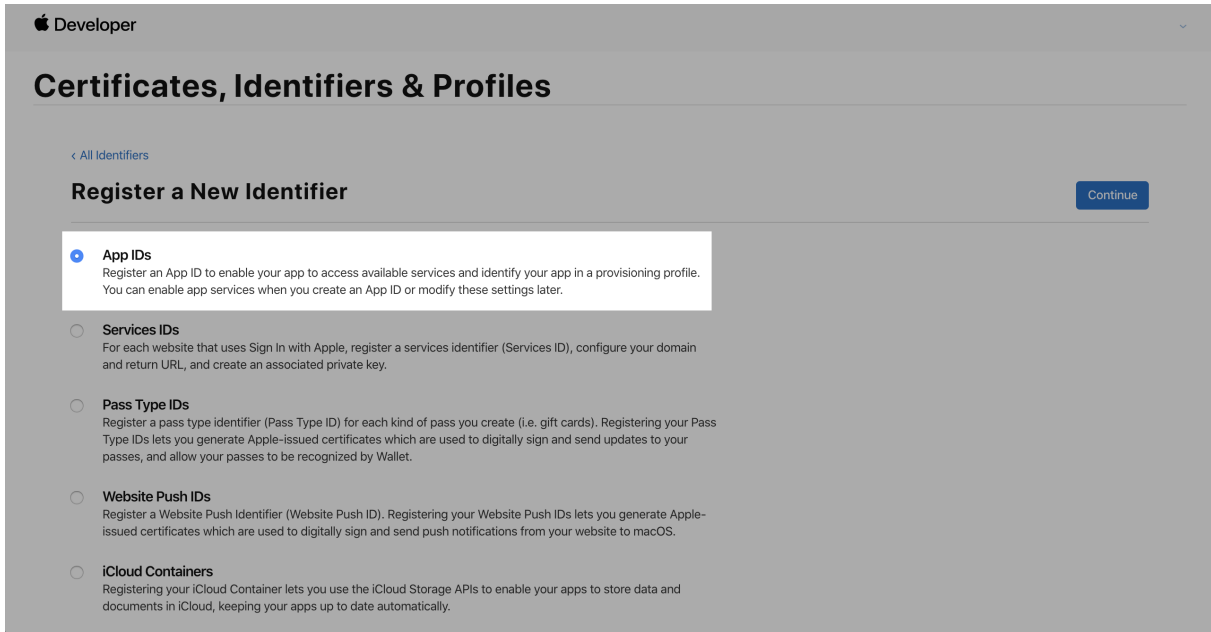 Developer
Certificates, Identifiers & Profiles
‹ All Identifiers
Register a New Identifier
Continue
App IDs
Register an App ID to enable your app to access available services and identify your app in a provisioning profile.
You can enable app services when you create an App ID or modify these settings later.
Services IDs
For each website that uses Sign In with Apple, register a services identifier (Services ID), configure your domain
and return URL, and create an associated private key.
Pass Type IDs
Register a pass type identifier (Pass Type ID) for each kind of pass you create (i.e. gift cards). Registering your Pass
Type IDs lets you generate Apple-issued certificates which are used to digitally sign and send updates to your
passes, and allow your passes to be recognized by Wallet.
Website Push IDs
Register a Website Push Identifier (Website Push ID). Registering your Website Push IDs lets you generate Apple-
issued certificates which are used to digitally sign and send push notifications from your website to macOS.
iCloud Containers
Registering your iCloud Container lets you use the iCloud Storage APIs to enable your apps to store data and
documents in iCloud, keeping your apps up to date automatically.